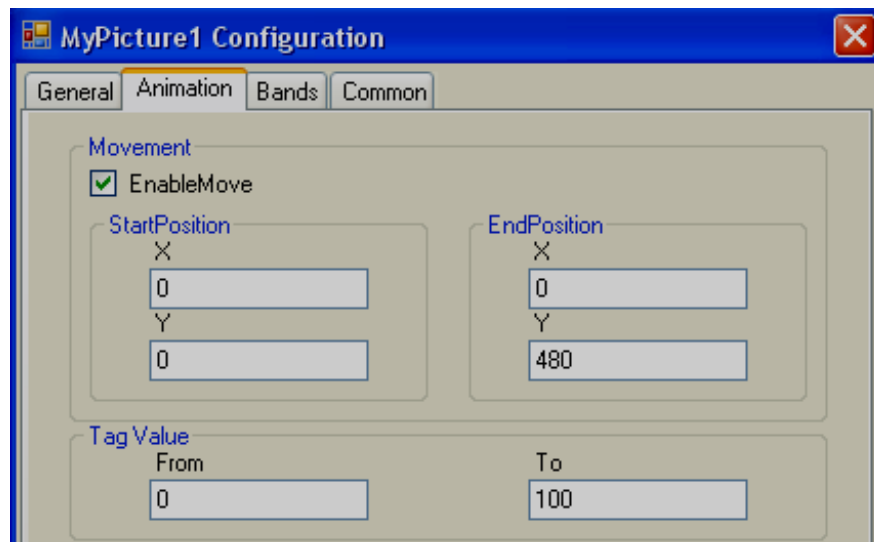 MyPicture1 Configuration
General Animation Bands Common
Movement
EnableMove
StartPosition EndPosition
X X
0 0
Y Y
0 480
Tag Value
From To
0 100